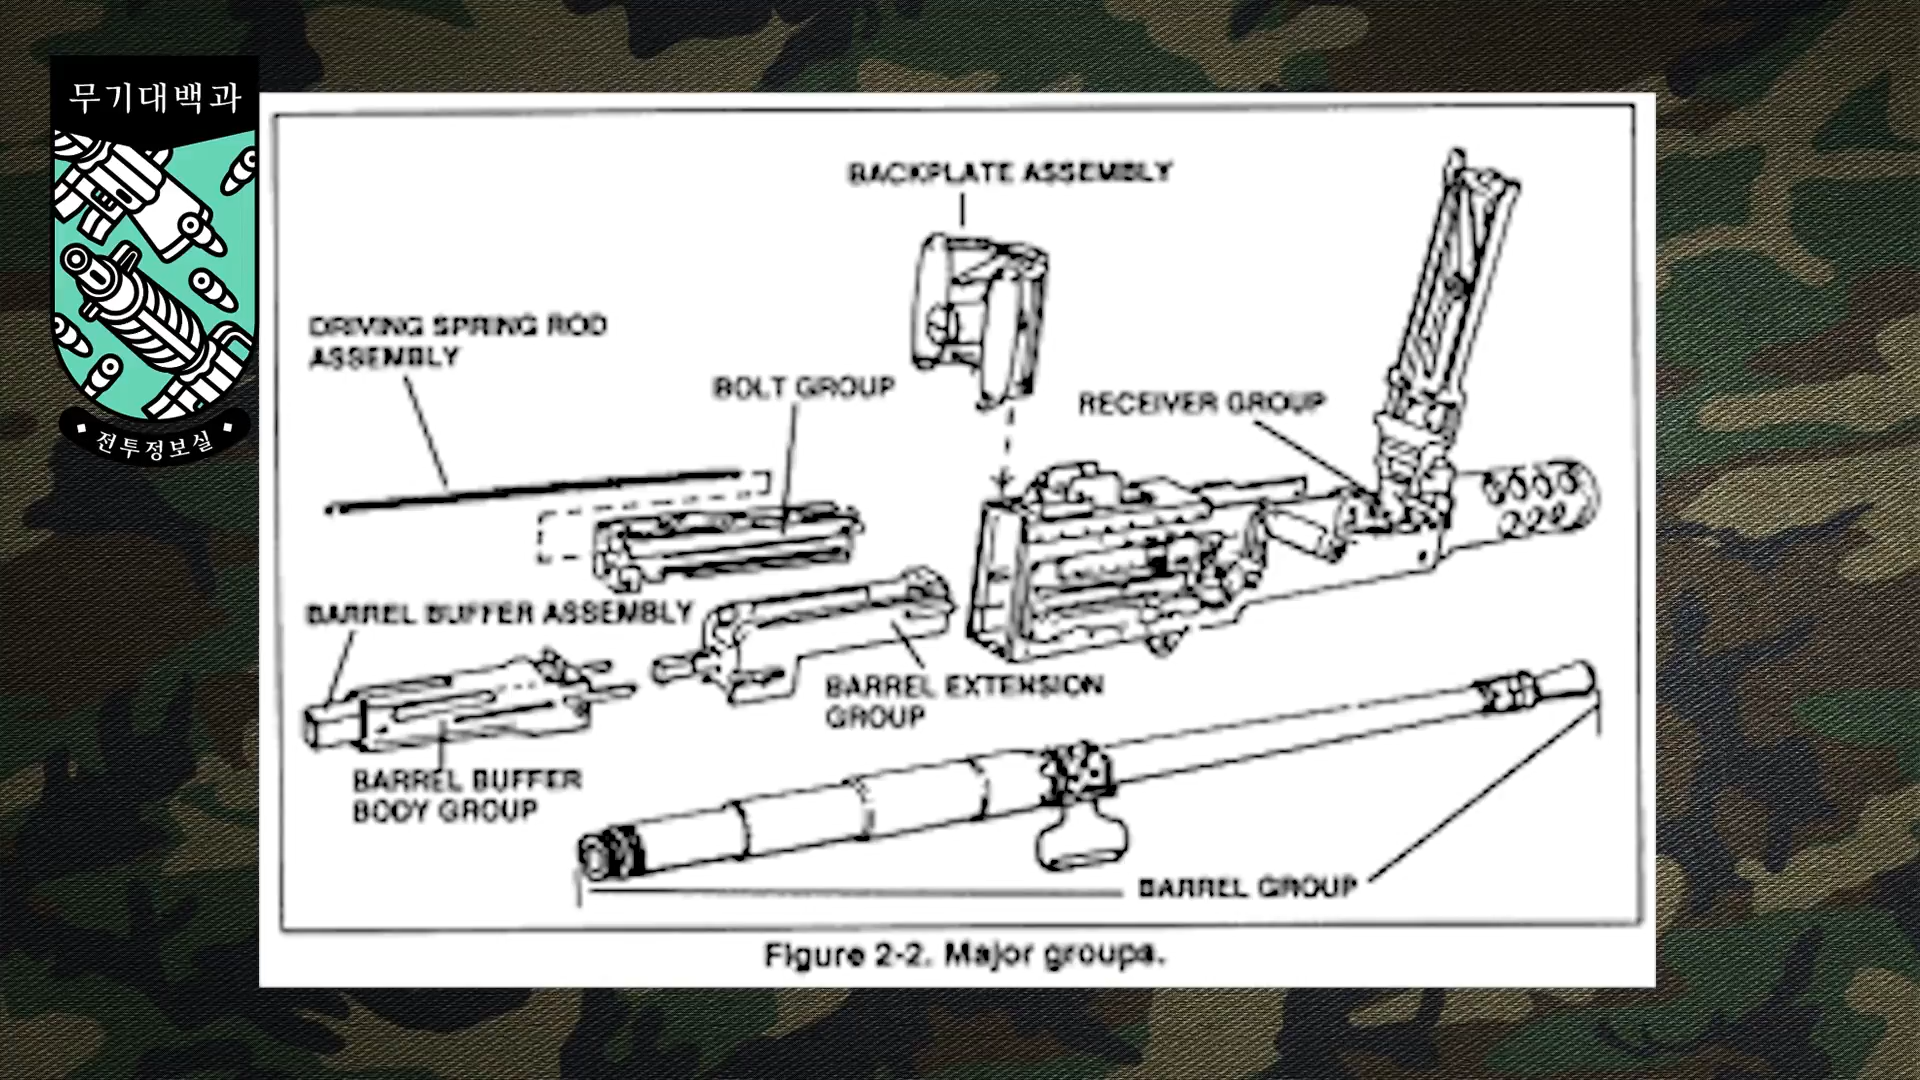 무기대백과
전투정보실
BACKPLATE ASSEMBLY
DRIVING SPRING ROD
ASSEMBLY
BOLT GROUP
RECEIVER GROUP
BARREL BUFFER ASSEMBLY
BARREL EXTENSION
GROUP
BARREL BUFFER
BODY GROUP
BARREL GROUP
Figure 2-2. Major groups.